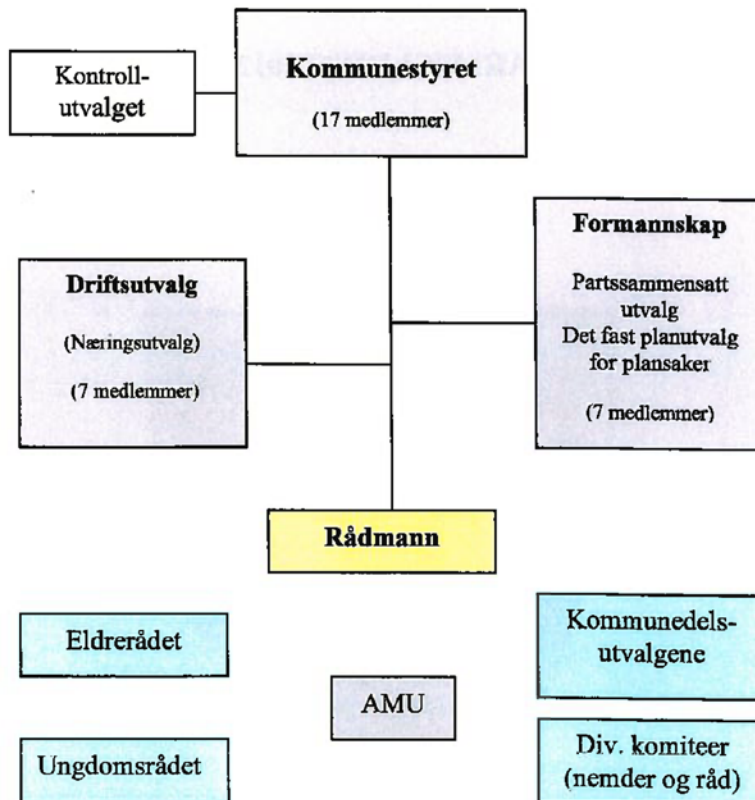 Kontroll-
utvalget
Kommunestyret
(17 medlemmer)
Driftsutvalg
(Næringsutvalg)
(7 medlemmer)
Formannskap
Partssammensatt
utvalg
Det fast planutvalg
for plansaker
(7 medlemmer)
Rådmann
Eldrerådet
Kommunedels-
utvalgene
AMU
Ungdomsrådet
Div. komiteer
(nemder og råd)